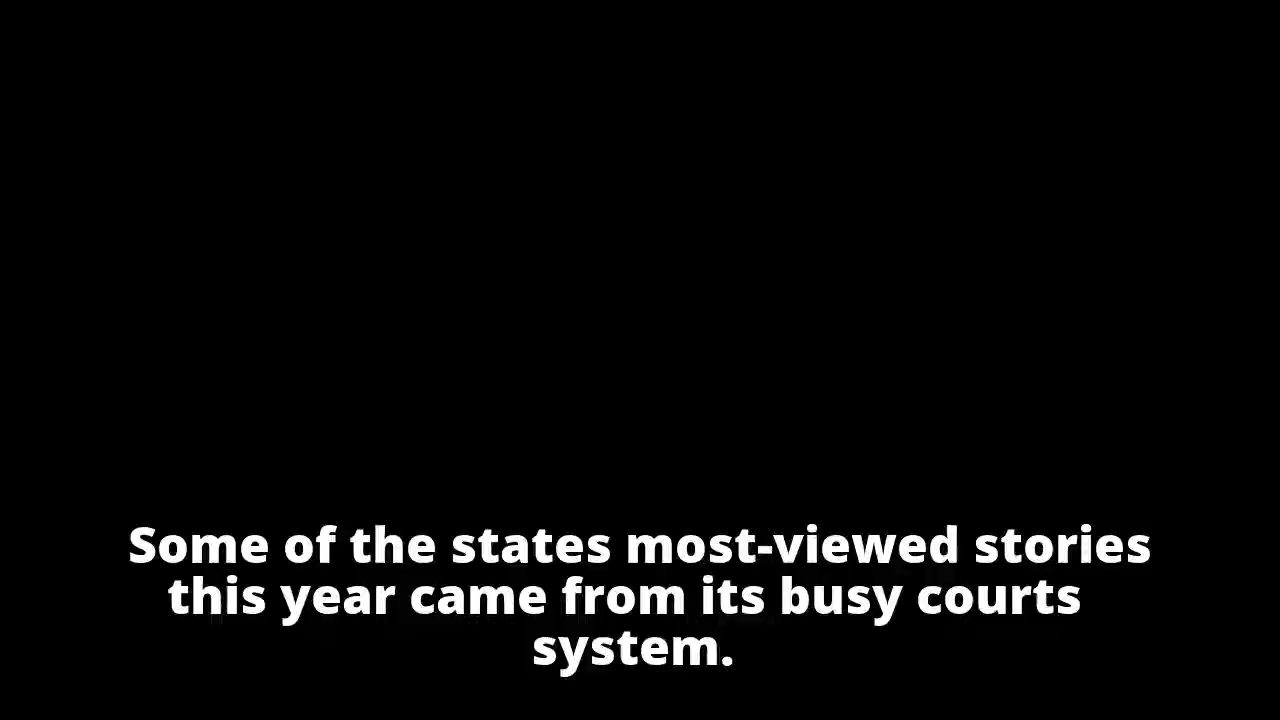 Some of the states most-viewed stories
this year came from its busy courts
system.